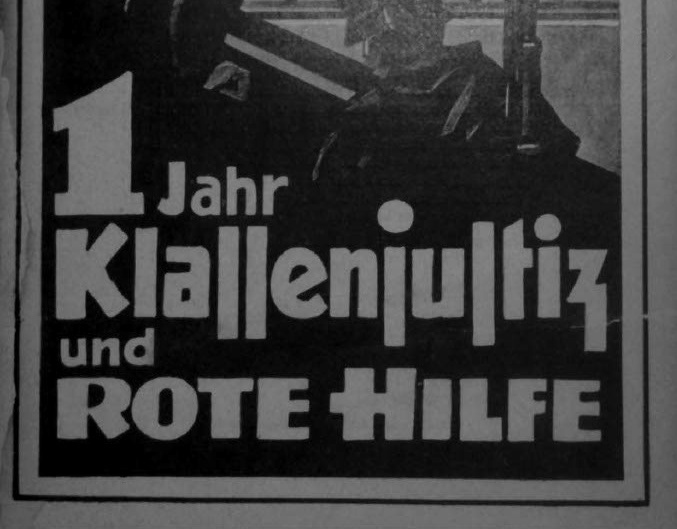 1 Jahr
Klaſſenjuſtiz
und
ROTE HILFE